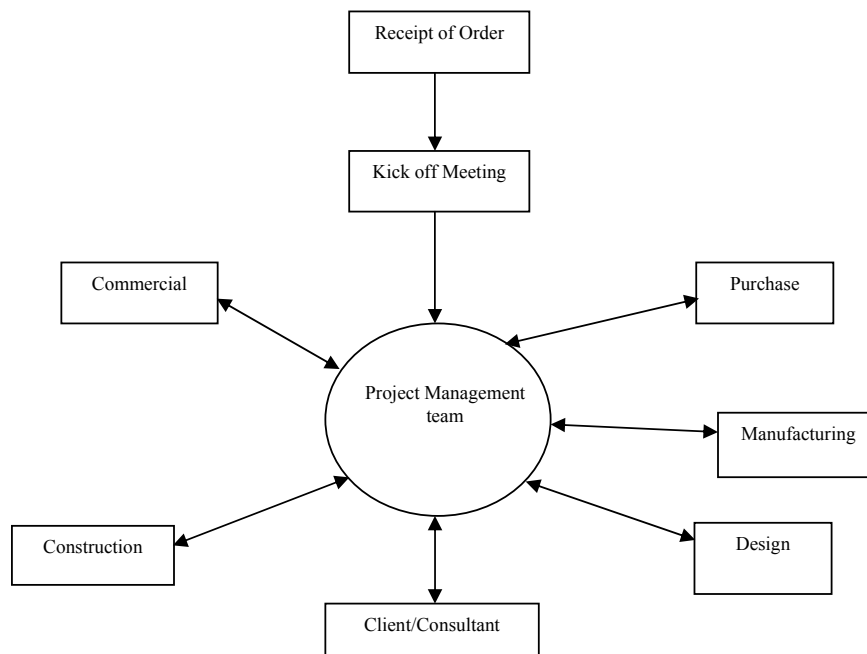 Receipt of Order
Kick off Meeting
Commercial
Purchase
Project Management
team
Manufacturing
Construction
Design
Client/Consultant